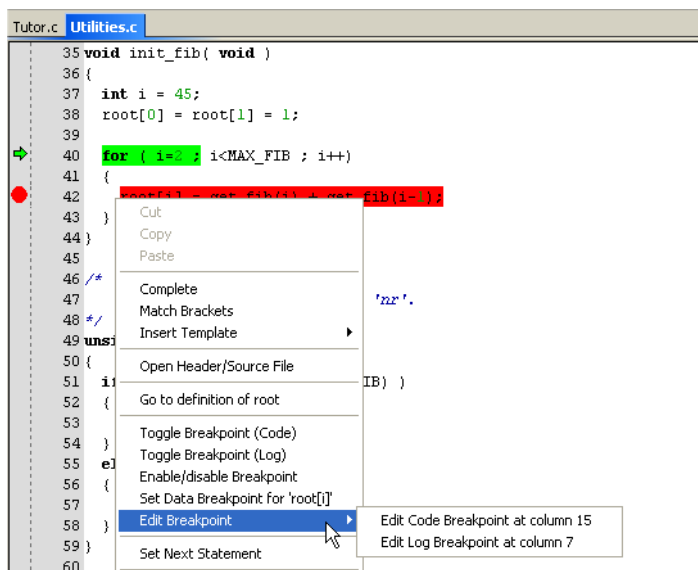 Tutor.c Utilities.c
35 void init_fib( void )
36 {
37 int i = 45;
38 root[0] = root[1] = 1;
39
40 for ( i=2 ; i<MAX_FIB ; i++)
41 {
42 root[i] = get_fib(i) + get_fib(i-1);
43 }
44 }
45
46 /*
47 'nr'.
48 */
49 unsi
50 {
51 if IB) )
52 {
53
54 }
55 el
56 {
57
58 }
59 }
60
Cut
Copy
Paste
Complete
Match Brackets
Insert Template
Open Header/Source File
Go to definition of root
Toggle Breakpoint (Code)
Toggle Breakpoint (Log)
Enable/disable Breakpoint
Set Data Breakpoint for 'root[i]'
Edit Breakpoint
Edit Code Breakpoint at column 15
Edit Log Breakpoint at column 7
Set Next Statement